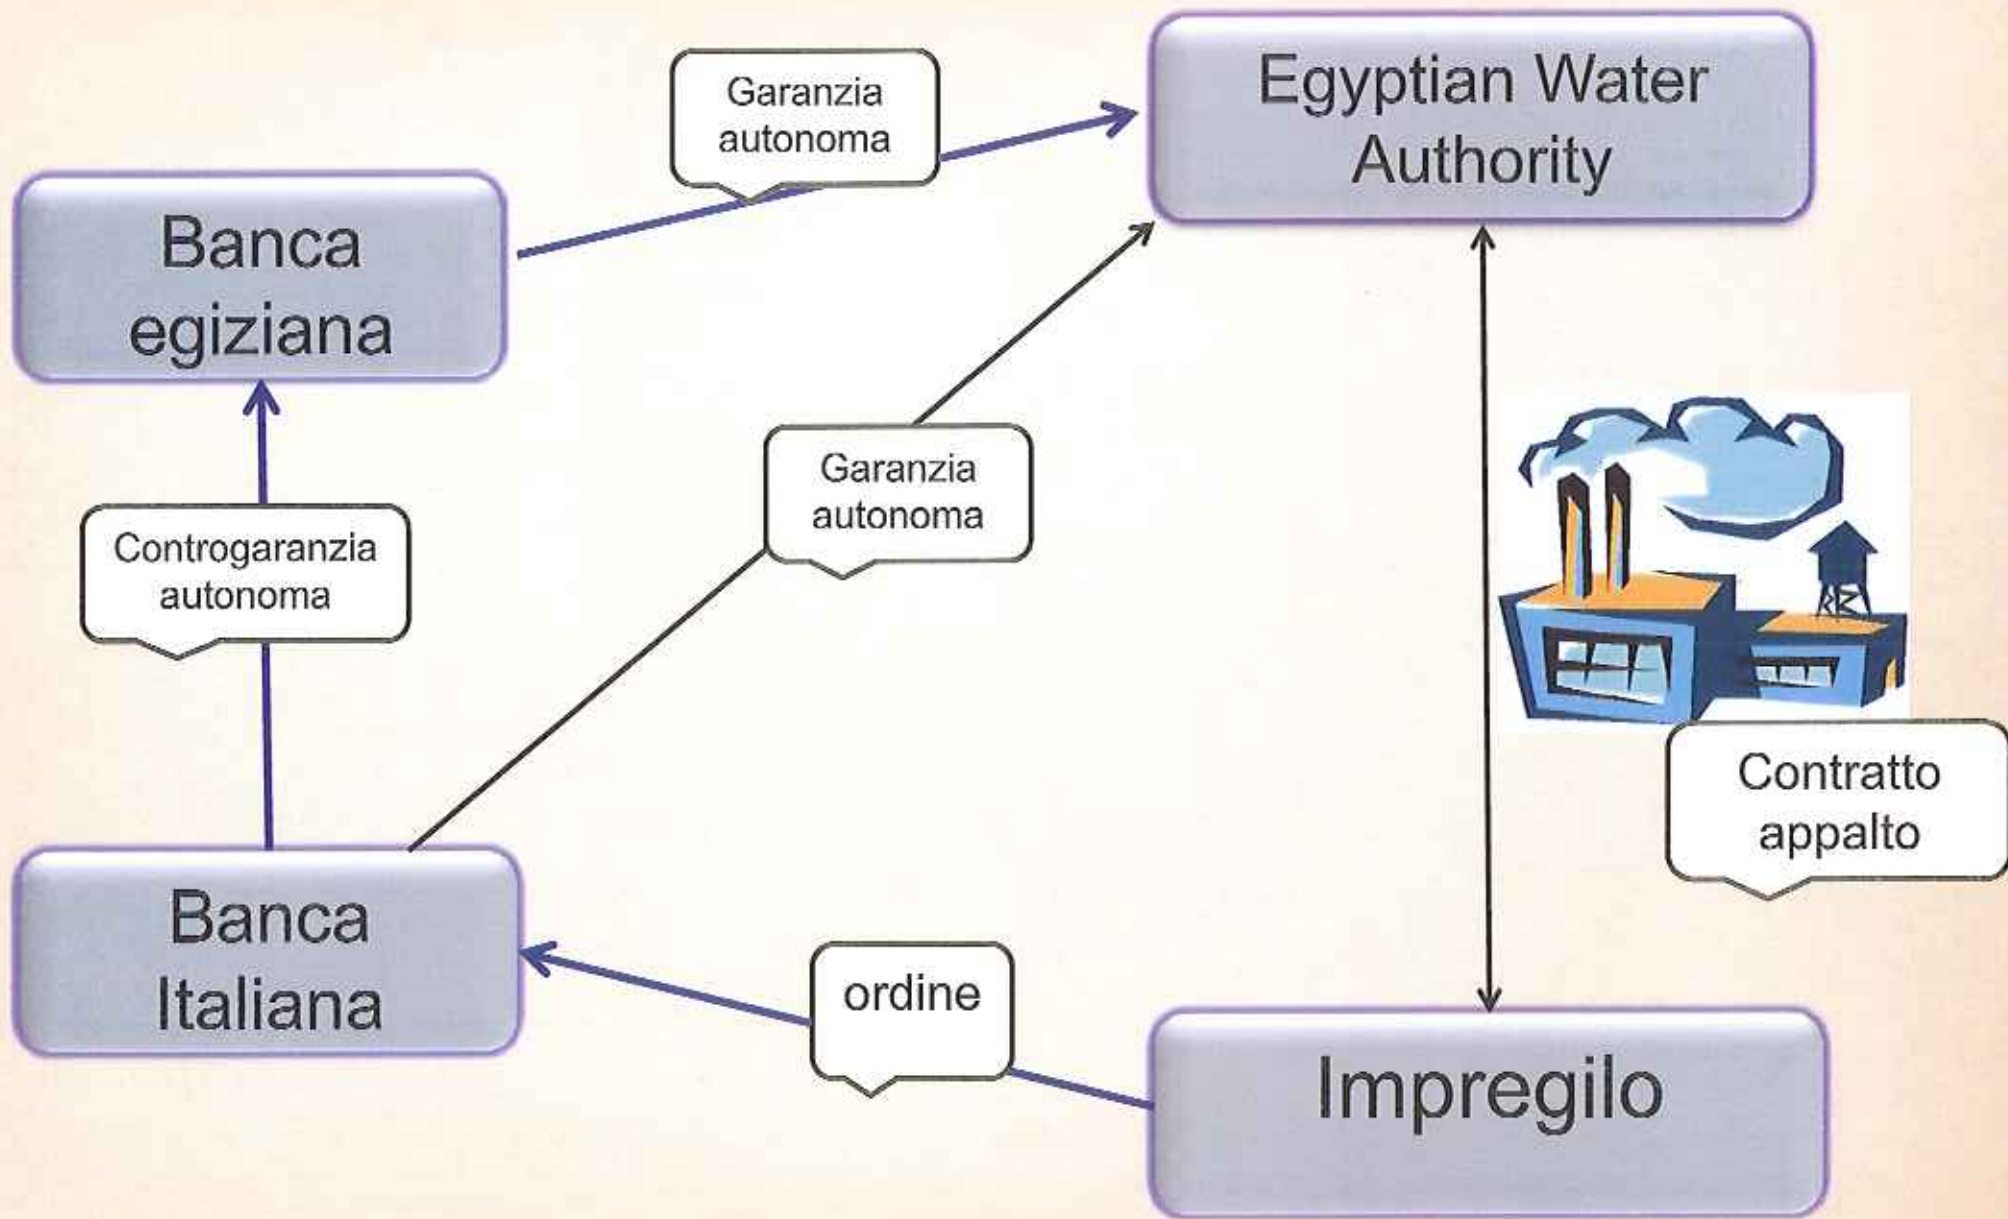 Garanzia
autonoma
Egyptian Water
Authority
Banca
egiziana
Garanzia
autonoma
Controgaranzia
autonoma
Contratto
appalto
Banca
Italiana
ordine
Impregilo